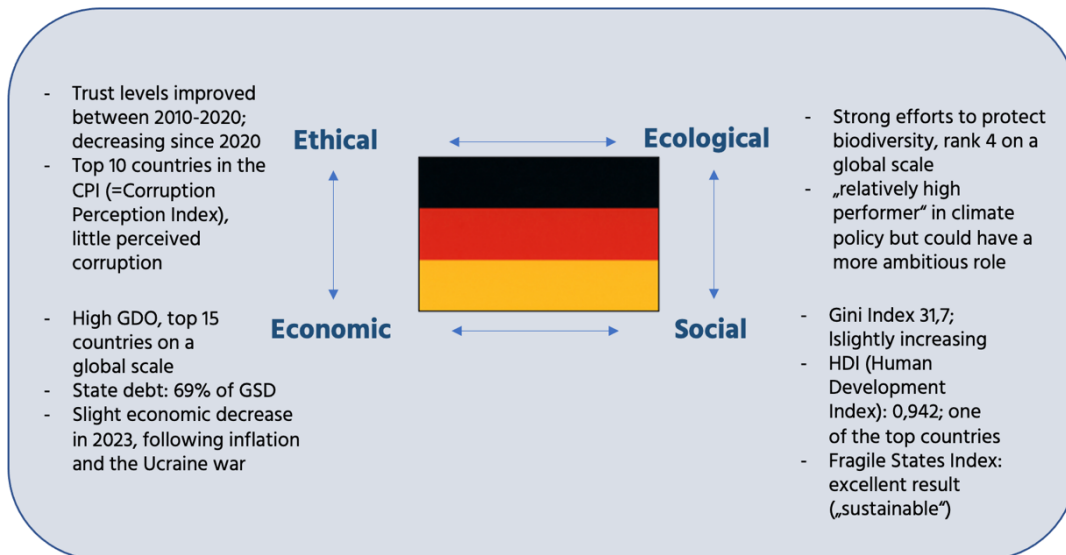 - Trust levels improved
between 2010-2020;
decreasing since 2020
- Top 10 countries in the
CPI (=Corruption
Perception Index),
little perceived
corruption
Ethical
Ecological
- Strong efforts to protect
biodiversity, rank 4 on a
global scale
- „relatively high
performer“ in climate
policy but could have a
more ambitious role
- High GDO, top 15
countries on a
global scale
- State debt: 69% of GSD
- Slight economic decrease
in 2023, following inflation
and the Ucraine war
Economic
Social
- Gini Index 31,7;
lslightly increasing
- HDI (Human
Development
Index): 0,942; one
of the top countries
- Fragile States Index:
excellent result
(„sustainable“)